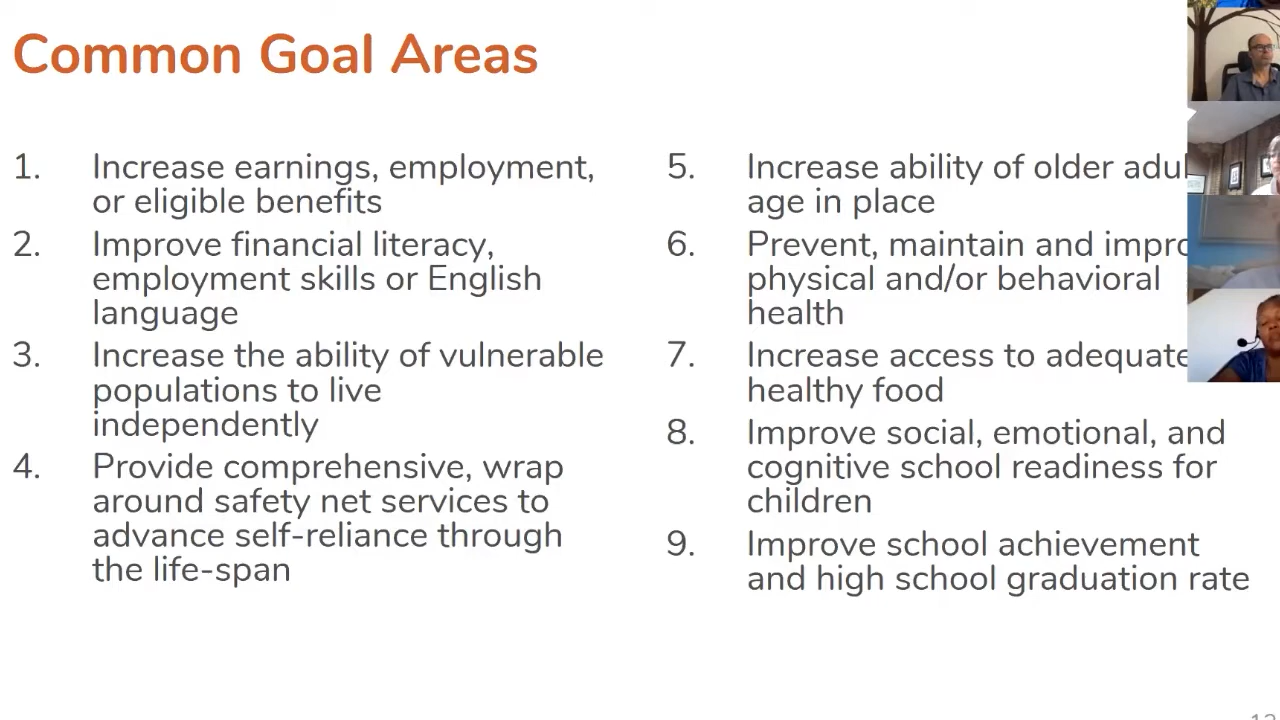 Common Goal Areas
1. Increase earnings, employment,
or eligible benefits
2. Improve financial literacy,
employment skills or English
language
3. Increase the ability of vulnerable
populations to live
independently
4. Provide comprehensive, wrap
around safety net services to
advance self-reliance through
the life-span
5. Increase ability of older
age in place
6. Prevent, maintain and
physical and/or behavioral
health
7. Increase access to adequate
healthy food
8. Improve social, emotional, and
cognitive school readiness for
children
9. Improve school achievement
and high school graduation rate